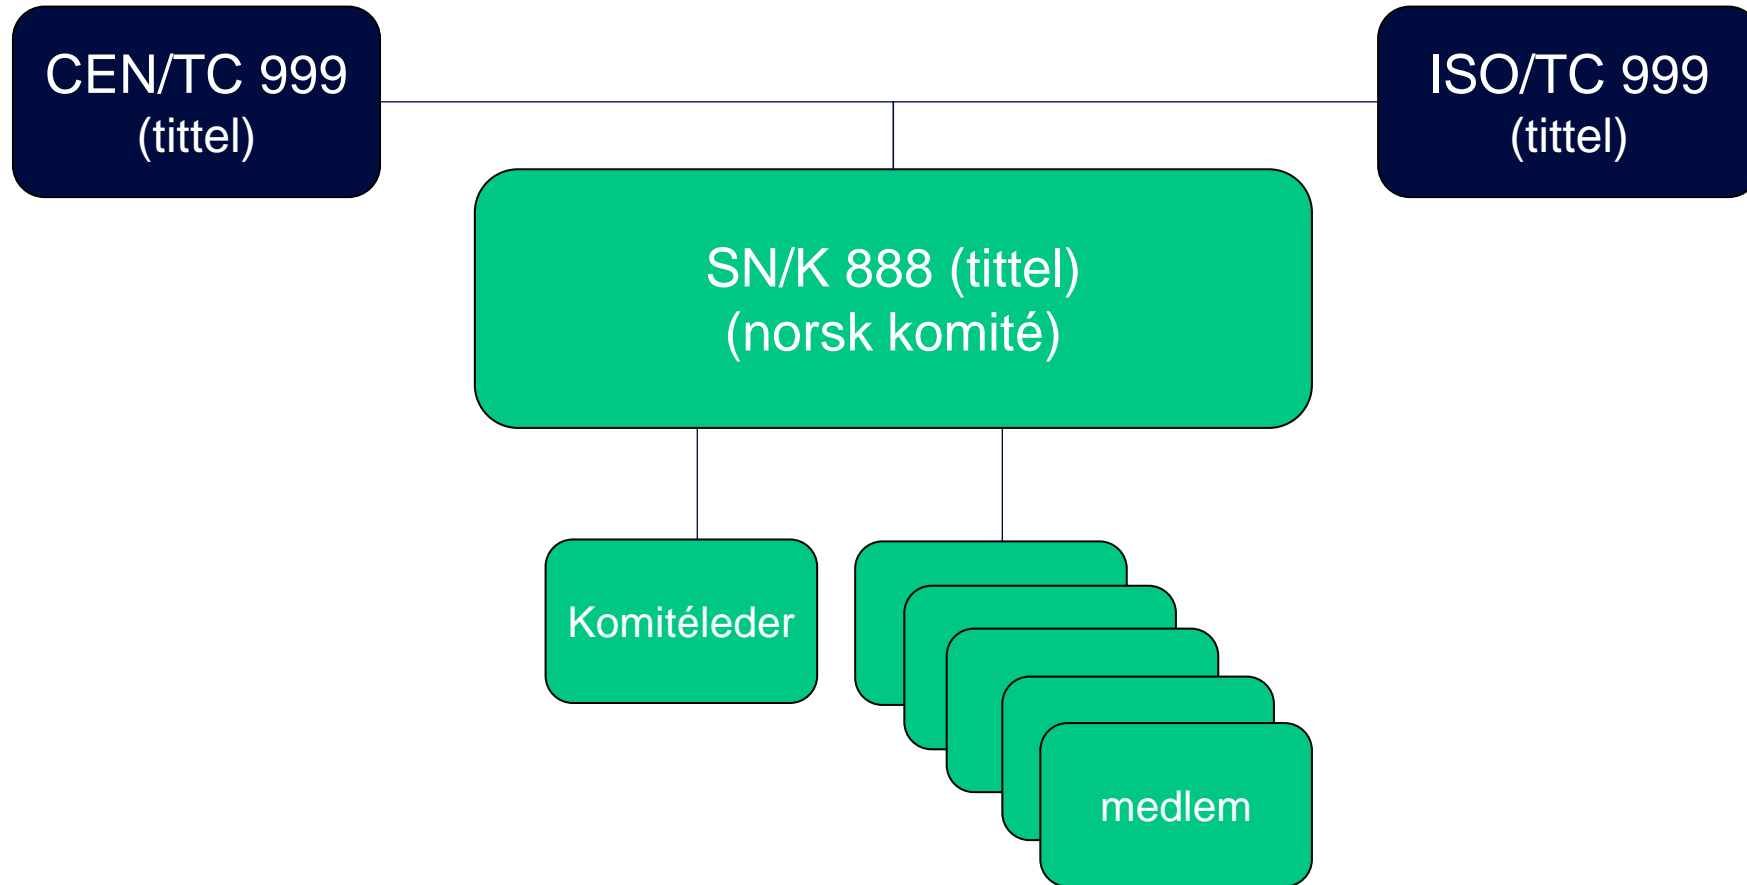 CEN/TC 999
(tittel)
ISO/TC 999
(tittel)
SN/K 888 (tittel)
(norsk komité)
Komitéleder
medlem